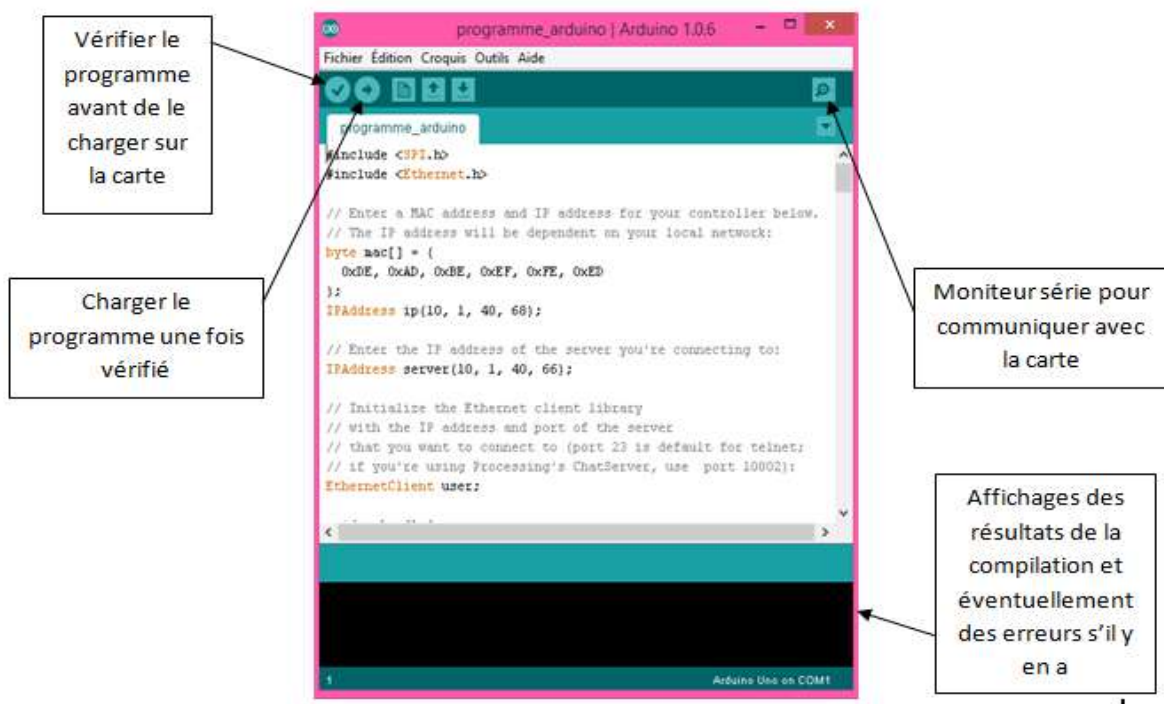 Vérifier le
programme
avant de le
charger sur
la carte
Charger le
programme une fois
vérifié
programme_arduino | Arduino 1.0.6
Fichier Édition Croquis Outils Aide
programme_arduino
#include <SPI.h>
#include <Ethernet.h>
// Enter a MAC address and IP address for your controller below.
// The IP address will be dependent on your local network:
byte mac[] = {
0xDE, 0xAD, 0xBE, 0xEF, 0xFE, 0xED
};
IPAddress ip(10, 1, 40, 68);
// Enter the IP address of the server you're connecting to:
IPAddress server(10, 1, 40, 66);
// Initialize the Ethernet client library
// with the IP address and port of the server
// that you want to connect to (port 23 is default for telnet;
// if you're using Processing's ChatServer, use port 10002):
EthernetClient user;
1
Arduino Uno on COM1
Moniteur série pour
communiquer avec
la carte
Affichages des
résultats de la
compilation et
éventuellement
des erreurs s'il y
en a